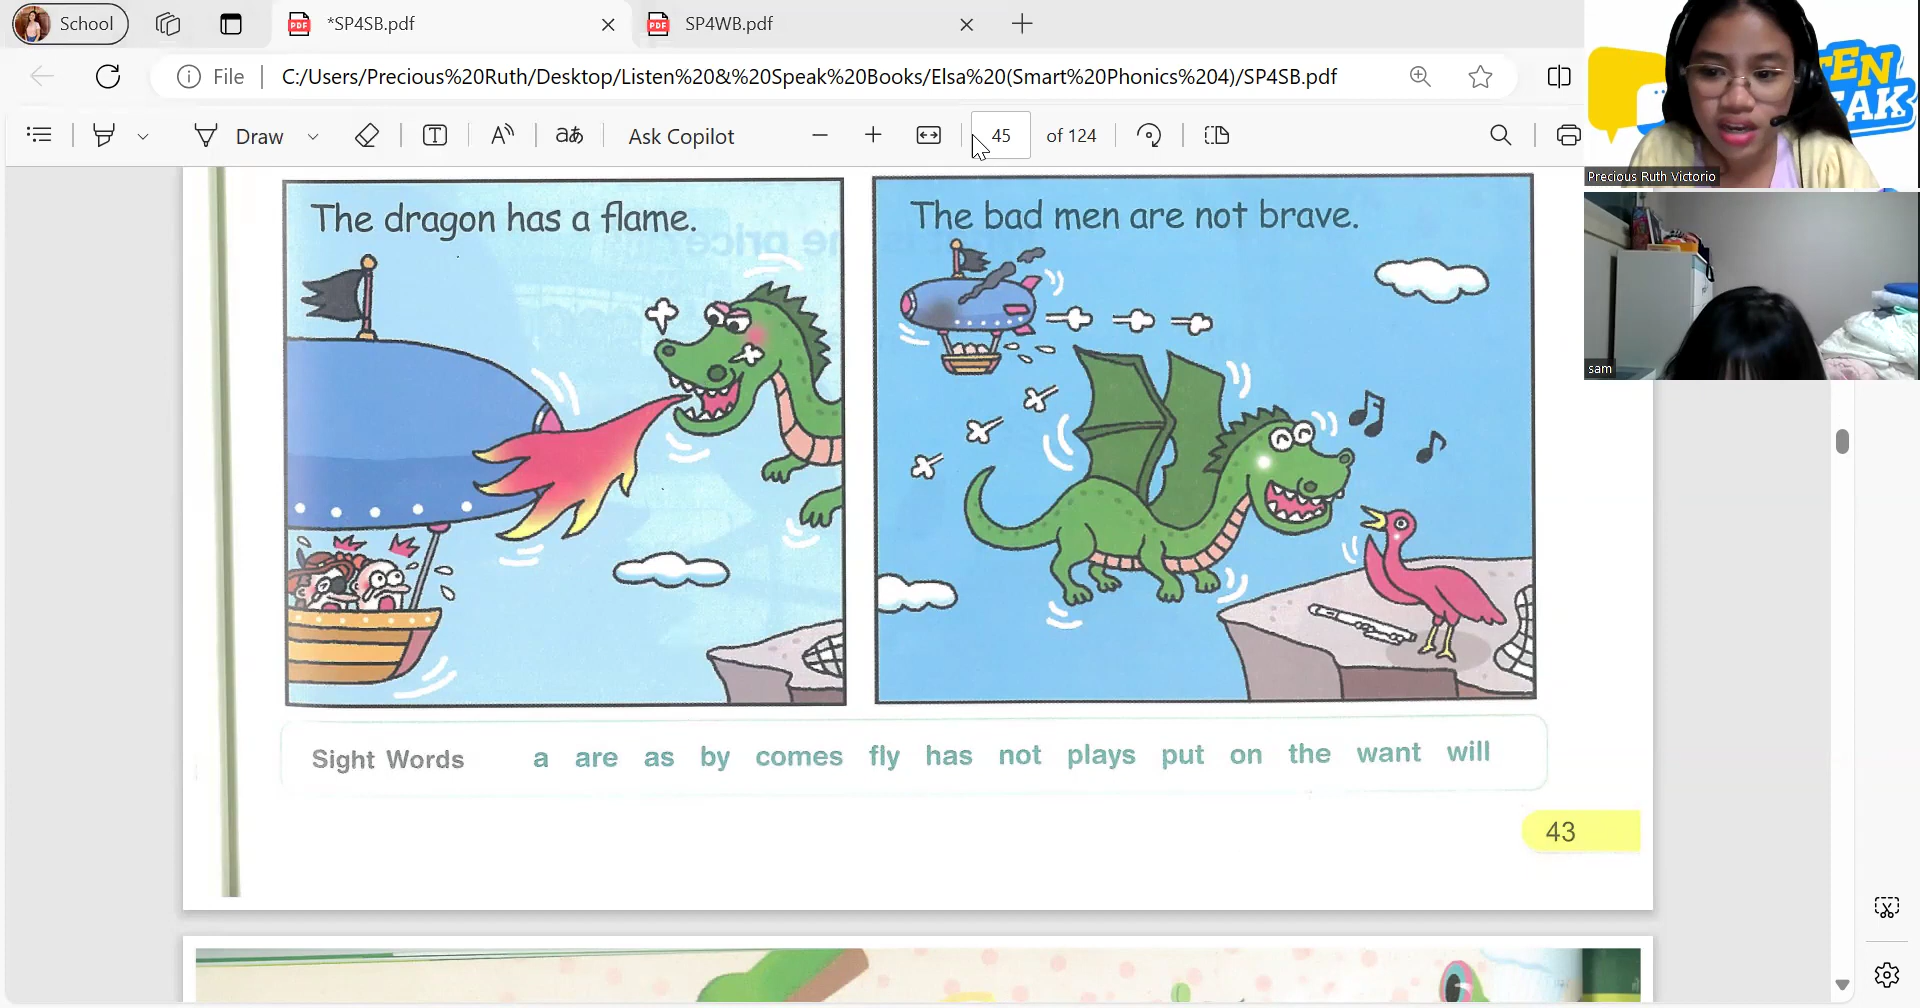 School
*SP4SB.pdf
SP4WB.pdf
File
C:/Users/Precious%20Ruth/Desktop/Listen%20&%20Speak%20Books/Elsa%20(Smart%20Phonics%204)/SP4SB.pdf
Draw
aあ
Ask Copilot
45
of 124
Precious Ruth Victorio
sam
The dragon has a flame.
The bad men are not brave.
Sight Words a are as by comes fly has not plays put on the want will
43